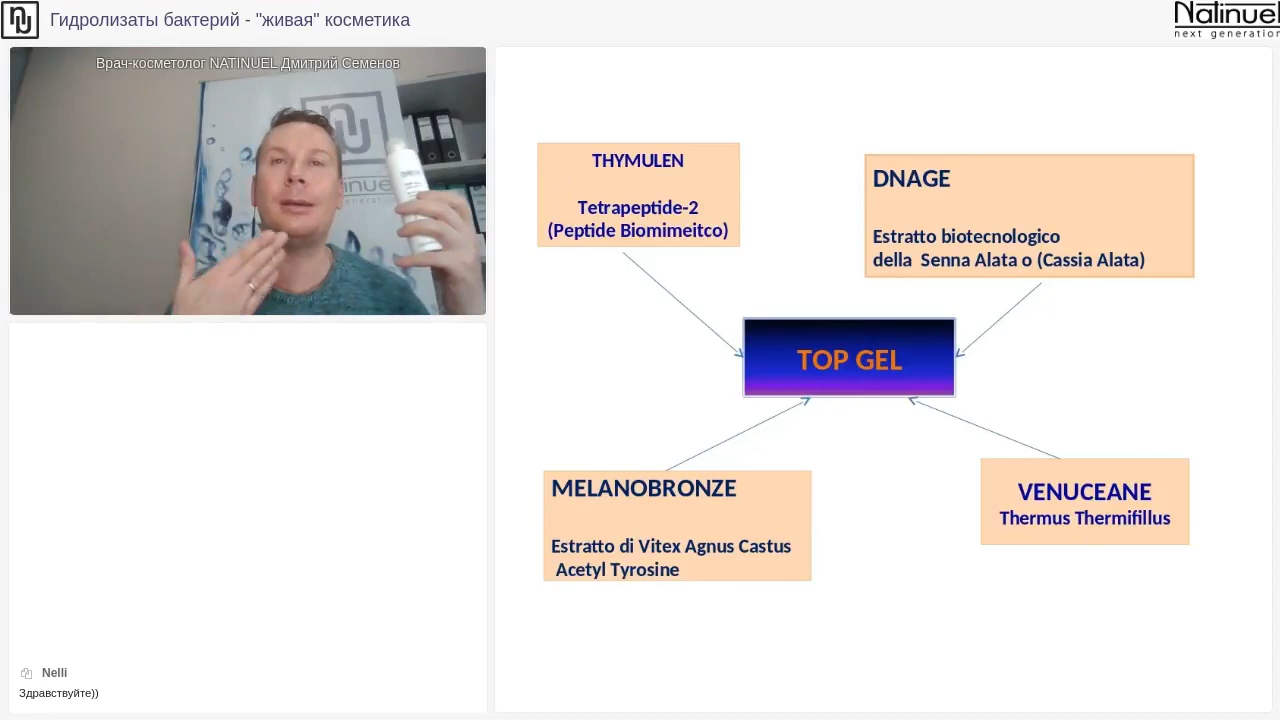 Гидролизаты бактерий - "живая" косметика
Natinuel
next generation
Врач-косметолог NATINUEL Дмитрий Семенов
THYMULEN
Tetrapeptide-2
(Peptide Biomimeitco)
DNAGE
Estratto biotecnologico
della Senna Alata o (Cassia Alata)
TOP GEL
MELANOBRONZE
Estratto di Vitex Agnus Castus
Acetyl Tyrosine
VENUCEANE
Thermus Thermifillus
Nelli
Здравствуйте))